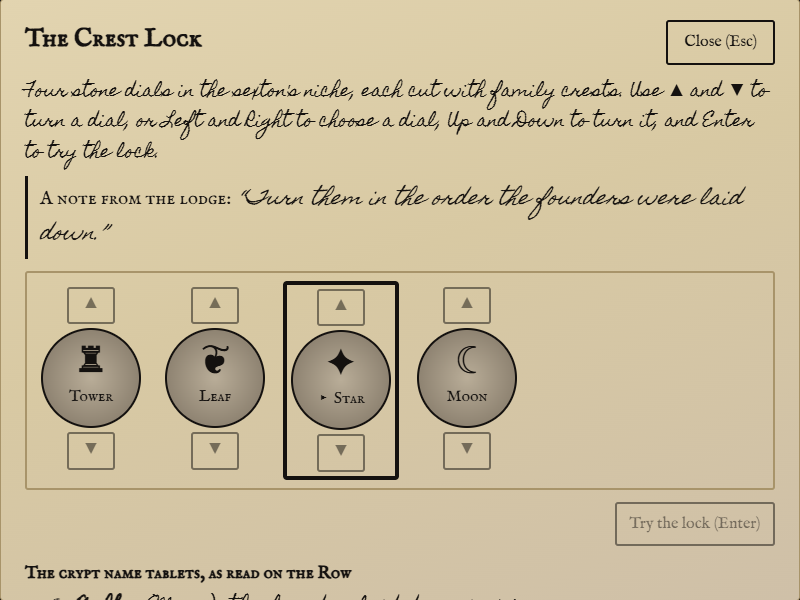 The Crest Lock
Close (Esc)
Four stone dials in the sexton's niche, each cut with family crests. Use ▲ and ▼ to
turn a dial, or Left and Right to choose a dial, Up and Down to turn it, and Enter
to try the lock.
A note from the lodge: “Turn them in the order the founders were laid
down.”
▲ ▲ ▲ ▲
Tower Leaf ▸ Star Moon
▼ ▼ ▼ ▼
Try the lock (Enter)
The crypt name tablets, as read on the Row